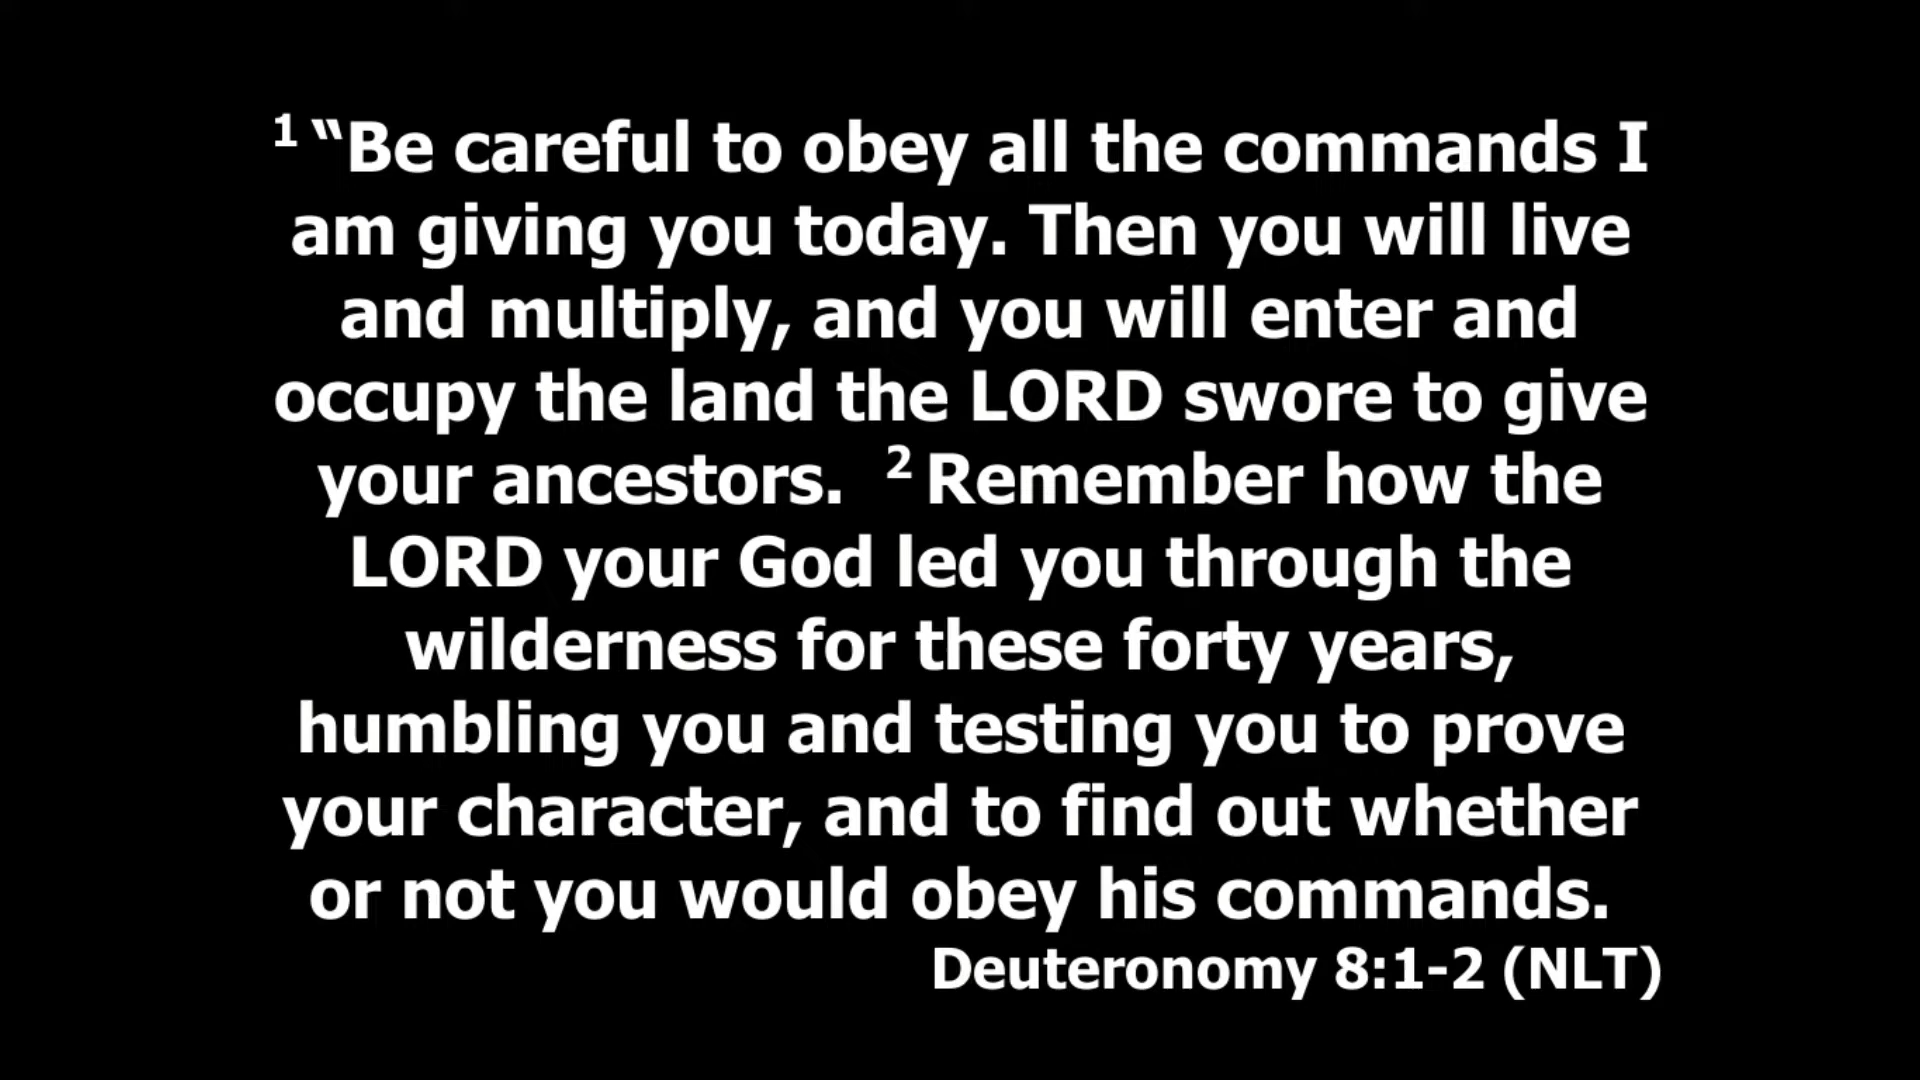 1 “Be careful to obey all the commands I
am giving you today. Then you will live
and multiply, and you will enter and
occupy the land the LORD swore to give
your ancestors. 2 Remember how the
LORD your God led you through the
wilderness for these forty years,
humbling you and testing you to prove
your character, and to find out whether
or not you would obey his commands.
Deuteronomy 8:1-2 (NLT)